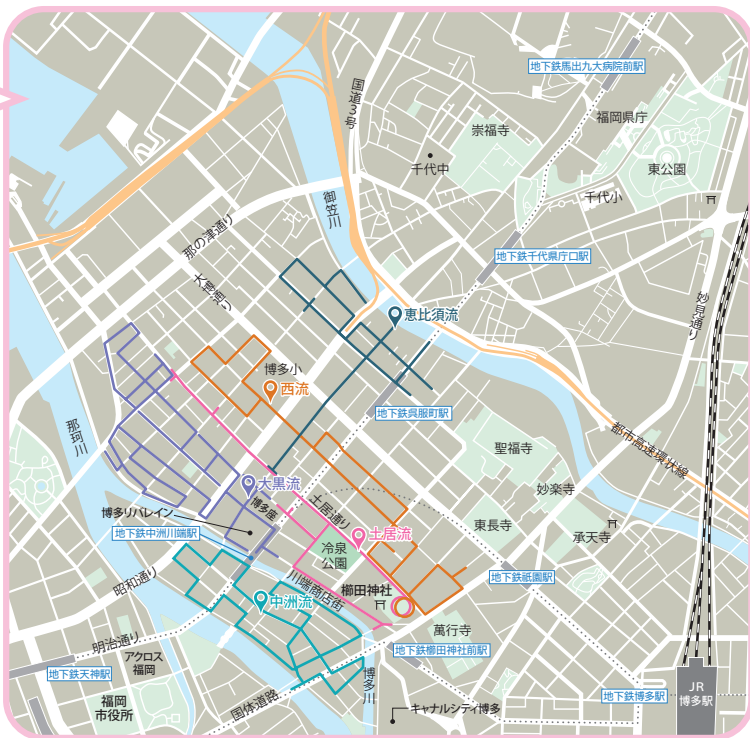 地下鉄馬出九大病院前駅
国道3号
福岡県庁
崇福寺
東公園
千代中
千代小
御笠川
那の津通り
地下鉄千代県庁口駅
大博通り
妙見通り
恵比須流
博多小
西流
地下鉄呉服町駅
那珂川
都市高速環状線
聖福寺
大黒流
妙楽寺
博多座
土居通り
博多リバレイン
東長寺
承天寺
地下鉄中洲川端駅
土居流
冷泉
公園
昭和通り
川端商店街
地下鉄祇園駅
櫛田神社
中洲流
萬行寺
明治通り
地下鉄櫛田神社前駅
アクロス
福岡
地下鉄天神駅
博多川
JR
博多駅
地下鉄博多駅
福岡
市役所
国体道路
キャナルシティ博多